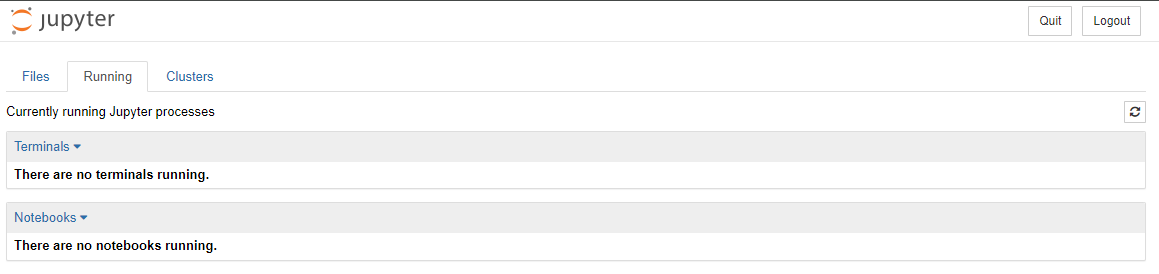 jupyter Quit Logout
Files Running Clusters
Currently running Jupyter processes
Terminals
There are no terminals running.
Notebooks
There are no notebooks running.